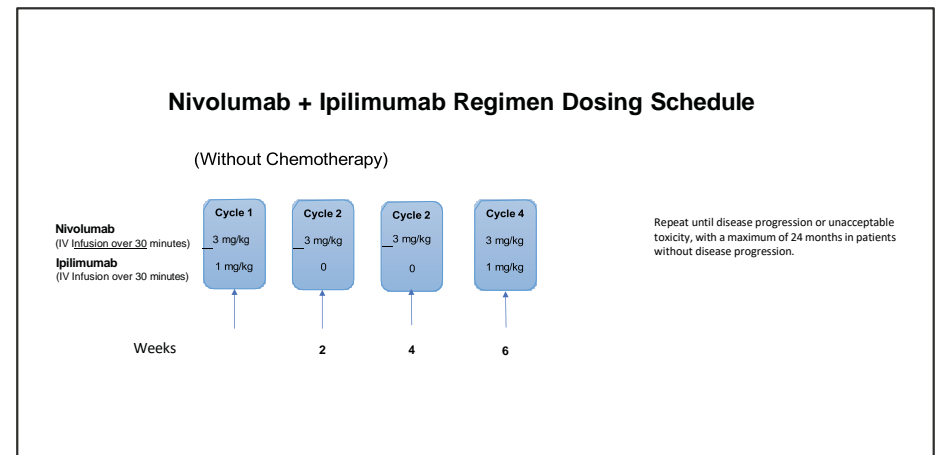 Nivolumab + Ipilimumab Regimen Dosing Schedule
(Without Chemotherapy)
Cycle 1
Cycle 2
Cycle 2
Cycle 4
Nivolumab
(IV Infusion over 30 minutes)
3 mg/kg
3 mg/kg
3 mg/kg
3 mg/kg
Ipilimumab
(IV Infusion over 30 minutes)
1 mg/kg
0
0
1 mg/kg
Repeat until disease progression or unacceptable
toxicity, with a maximum of 24 months in patients
without disease progression.
Weeks
2
4
6